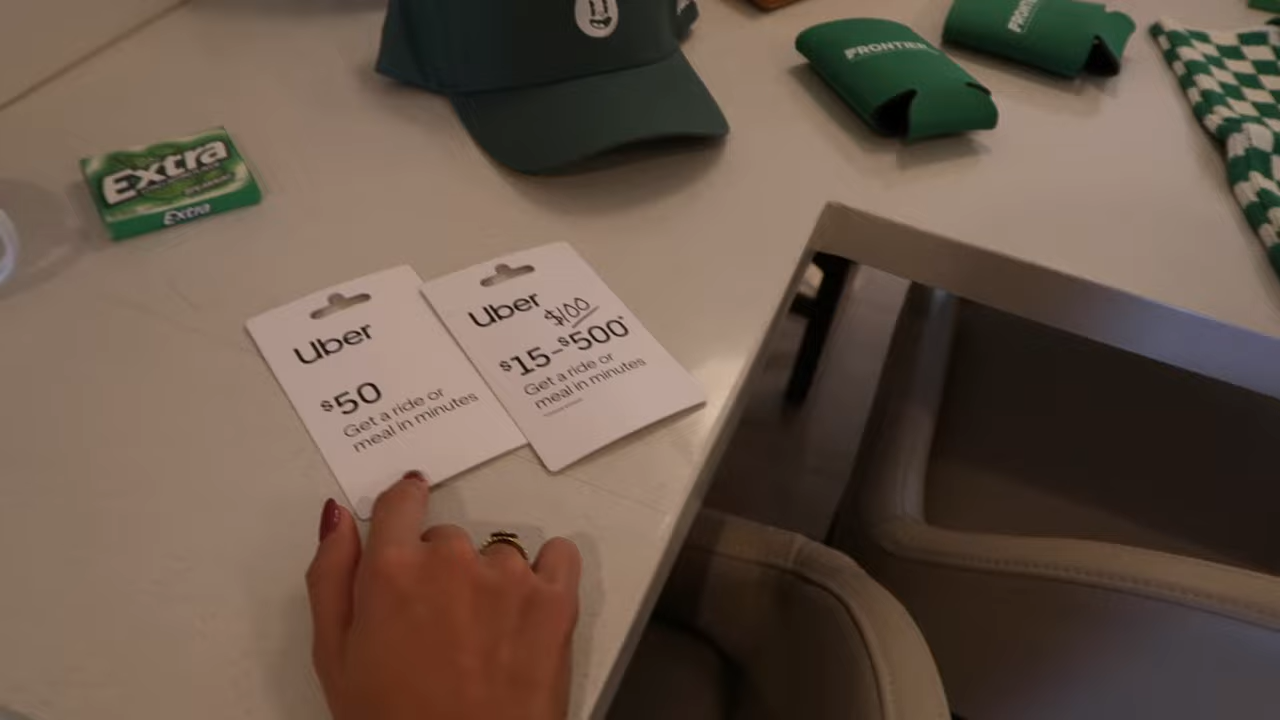 FRONTIER
FRONTIER
Extra
Extra
Uber
$50
Get a ride or
meal in minutes
Uber
$100
$15–$500*
Get a ride or
meal in minutes